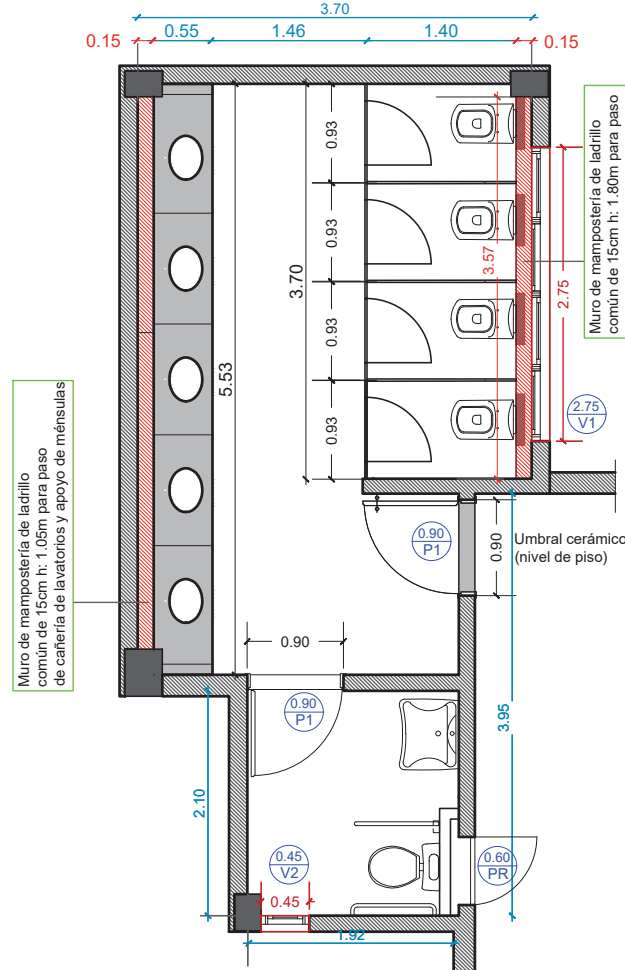 3.70
0.15
0.55
1.46
1.40
0.15
0.93
0.93
0.93
0.93
3.70
5.53
3.57
2.75
Muro de mampostería de ladrillo
común de 15cm h: 1.80m para paso
2.75
V1
Muro de mampostería de ladrillo
común de 15cm h: 1.05m para paso
de cañería de lavatorios y apoyo de ménsulas
0.90
P1
0.90
Umbral cerámico
(nivel de piso)
0.90
0.90
P1
3.95
2.10
0.45
V2
0.45
0.60
PR
1.92